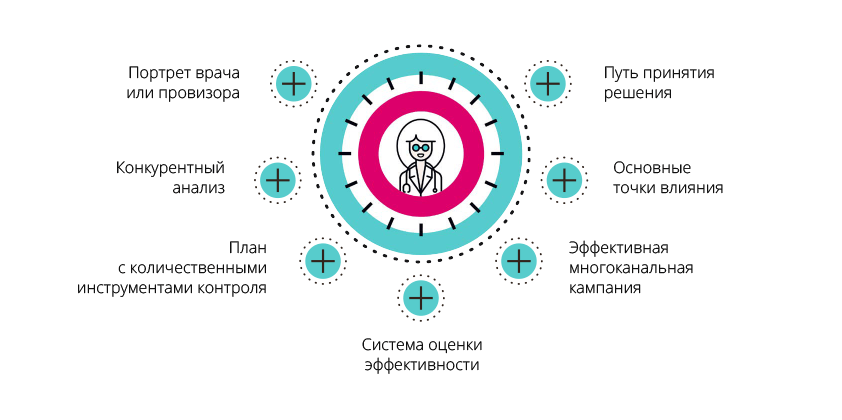 Портрет врача
или провизора
Путь принятия
решения
Конкурентный
анализ
Основные
точки влияния
План
с количественными
инструментами контроля
Эффективная
многоканальная
кампания
Система оценки
эффективности